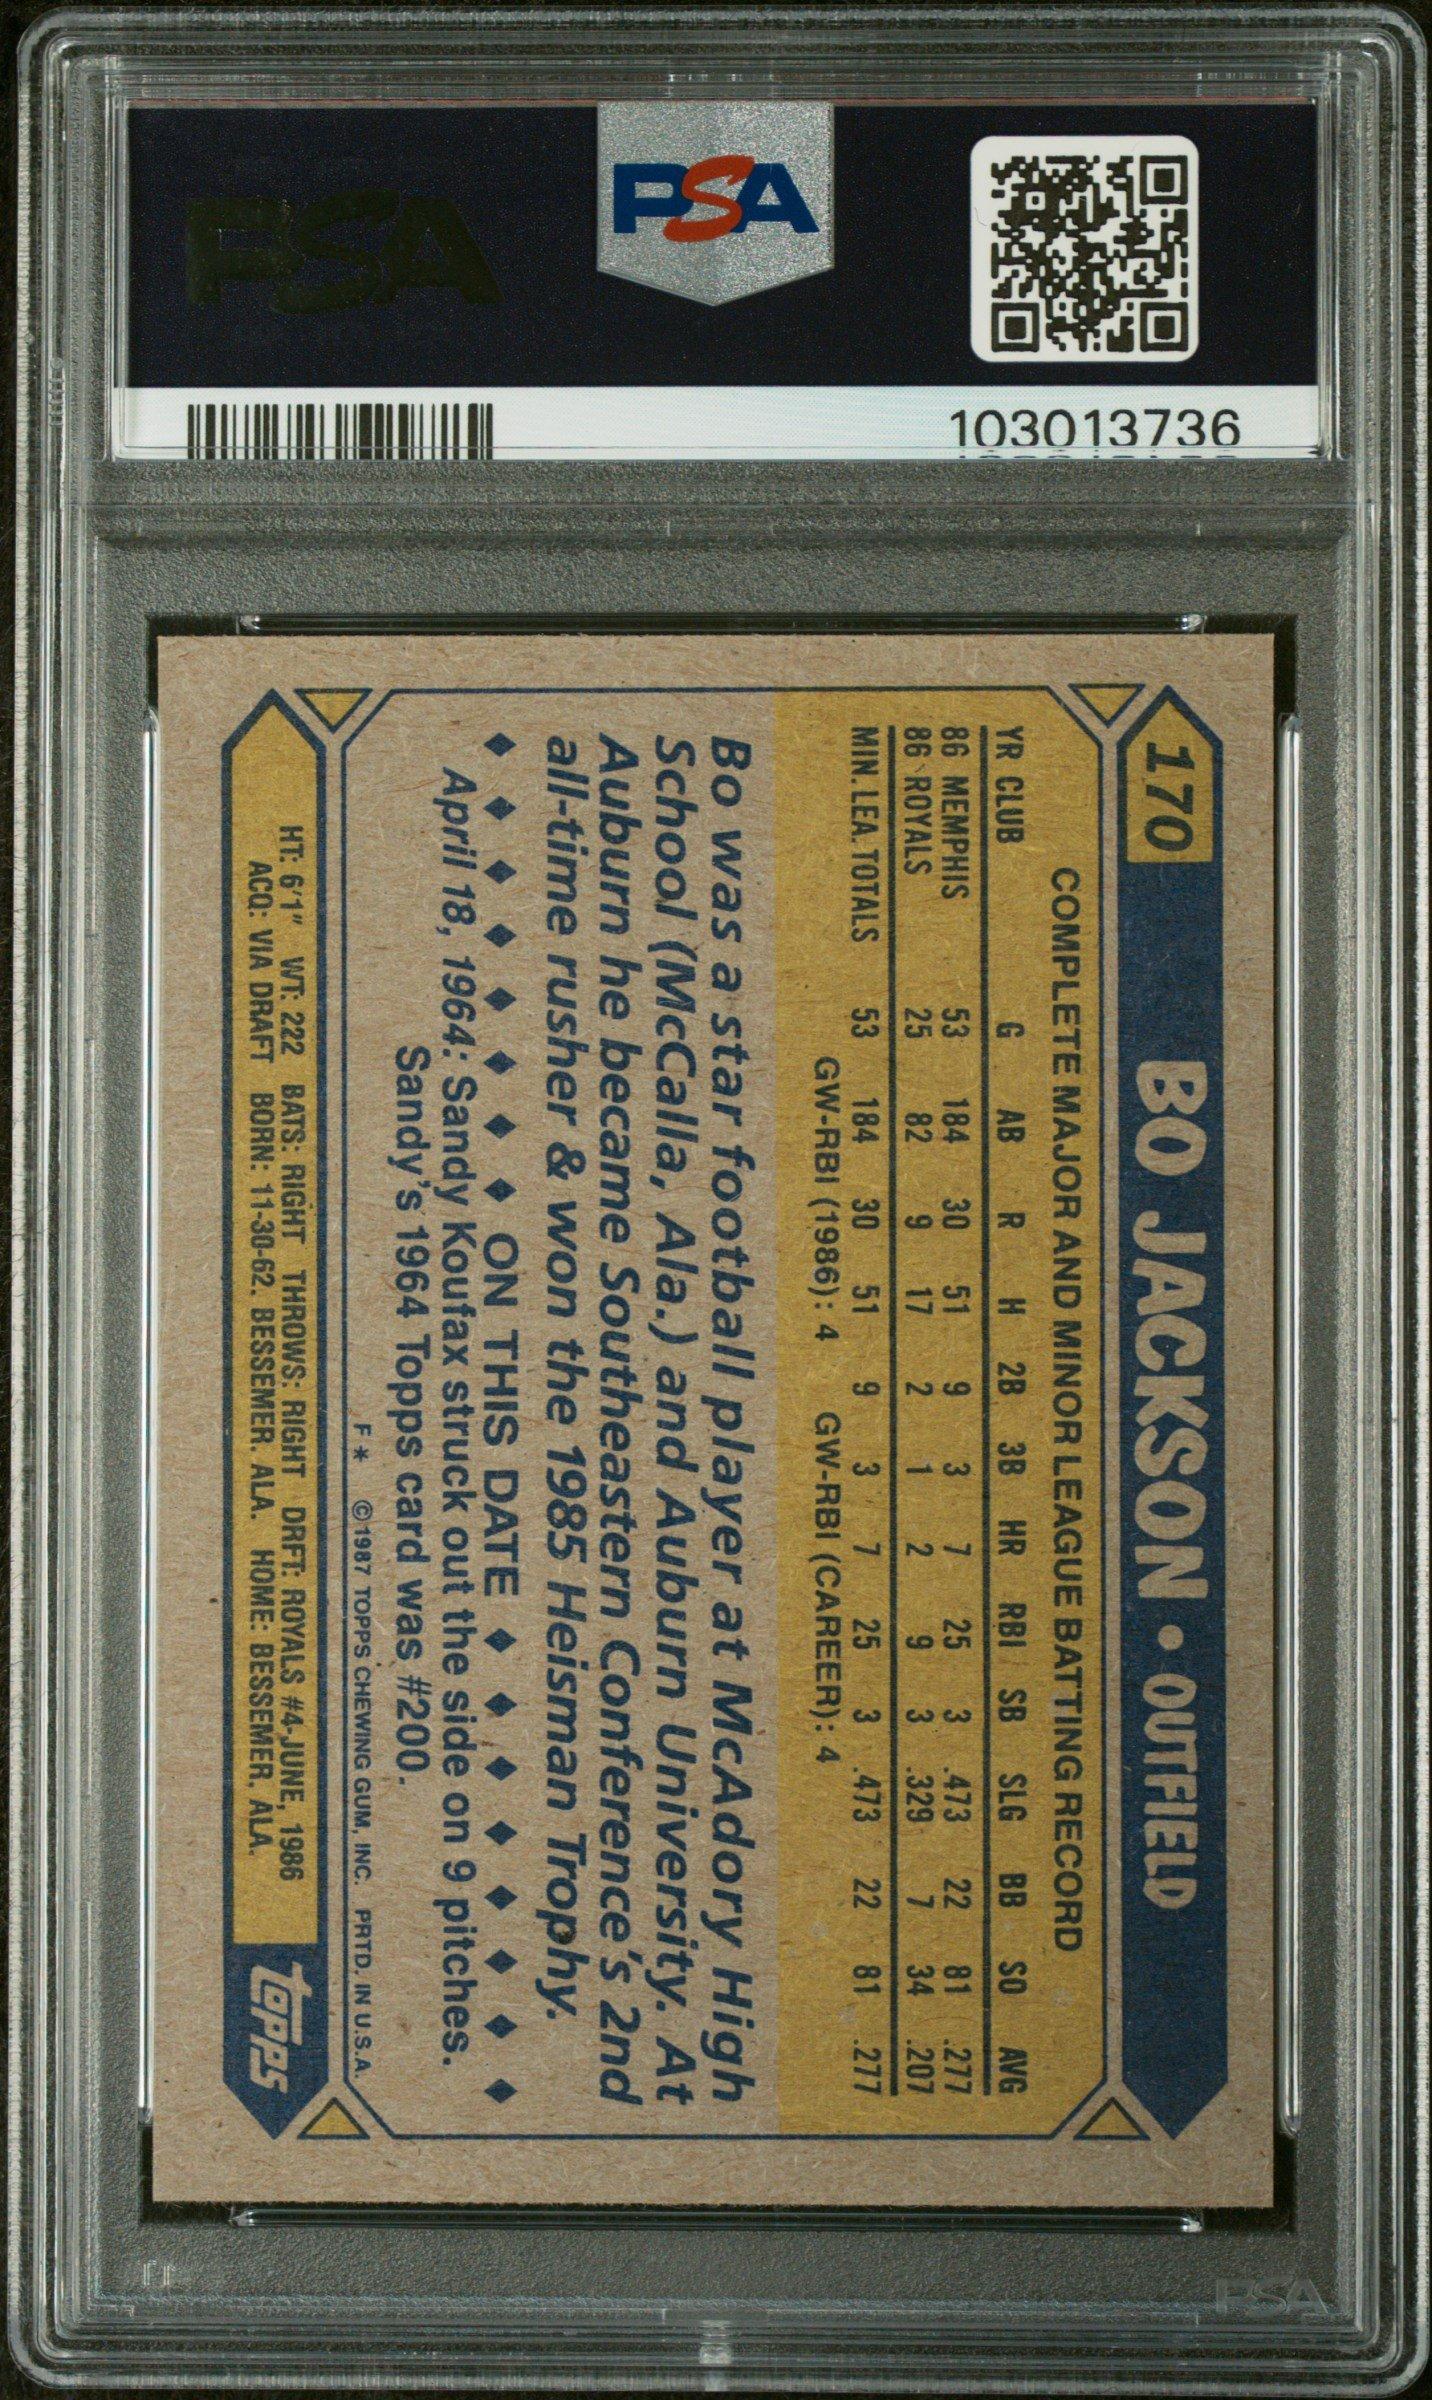 PSA
PSA
103013736
170
BO JACKSON • OUTFIELD
COMPLETE MAJOR AND MINOR LEAGUE BATTING RECORD
YR CLUB G AB R H 2B 3B HR RBI SB SLG BB SO AVG
86 MEMPHIS 53 184 30 51 9 3 7 25 3 .473 22 81 .277
86 ROYALS 25 82 9 17 2 1 2 9 3 .329 7 34 .207
MIN. LEA. TOTALS 53 184 30 51 9 3 7 25 3 .473 22 81 .277
GW-RBI (1986): 4 GW-RBI (CAREER): 4
Bo was a star football player at McAdory High
School (McCalla, Ala.) and Auburn University. At
Auburn he became Southeastern Conference's 2nd
all-time rusher & won the 1985 Heisman Trophy.
ON THIS DATE
April 18, 1964: Sandy Koufax struck out the side on 9 pitches.
Sandy's 1964 Topps card was #200.
F* ©1987 TOPPS CHEWING GUM, INC. PRTD. IN U.S.A.
HT: 6'1" WT: 222 BATS: RIGHT THROWS: RIGHT DRFT: ROYALS #4-JUNE, 1986
ACQ: VIA DRAFT BORN: 11-30-62. BESSEMER. ALA. HOME: BESSEMER. ALA.
topps
PSA